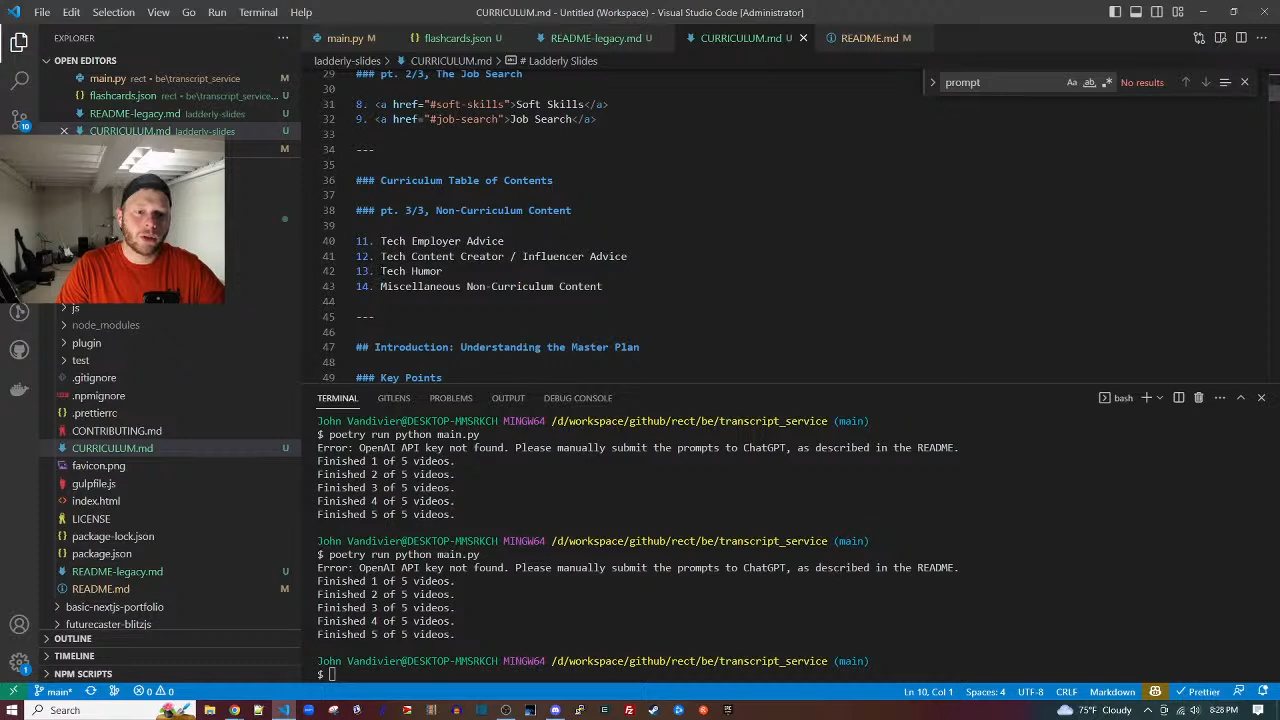 File Edit Selection View Go Run Terminal Help
CURRICULUM.md - Untitled (Workspace) - Visual Studio Code [Administrator]
EXPLORER
main.py M
flashcards.json U
README-legacy.md U
CURRICULUM.md U
README.md M
OPEN EDITORS
ladderly-slides > CURRICULUM.md > # Ladderly Slides
main.py rect • be\transcript_service M
flashcards.json rect • be\transcript_service... U
README-legacy.md ladderly-slides U
CURRICULUM.md ladderly-slides U
M
10
prompt
Aa ab
No results
29 ### pt. 2/3, The Job Search
30
31 8. <a href="#soft-skills">Soft Skills</a>
32 9. <a href="#job-search">Job Search</a>
33
34 ---
35
36 ### Curriculum Table of Contents
37
38 ### pt. 3/3, Non-Curriculum Content
39
40 11. Tech Employer Advice
41 12. Tech Content Creator / Influencer Advice
42 13. Tech Humor
43 14. Miscellaneous Non-Curriculum Content
44
45 ---
46
47 ## Introduction: Understanding the Master Plan
48
49 ### Key Points
js
node_modules
plugin
test
.gitignore
.npmignore
.prettierrc
CONTRIBUTING.md
CURRICULUM.md U
favicon.png
gulpfile.js
index.html
LICENSE
package-lock.json
package.json
README-legacy.md U
README.md M
basic-nextjs-portfolio
futurecaster-blitzjs
OUTLINE
TIMELINE
NPM SCRIPTS
TERMINAL GITLENS PROBLEMS OUTPUT DEBUG CONSOLE
bash
John Vandivier@DESKTOP-MMSRKCH MINGW64 /d/workspace/github/rect/be/transcript_service (main)
$ poetry run python main.py
Error: OpenAI API key not found. Please manually submit the prompts to ChatGPT, as described in the README.
Finished 1 of 5 videos.
Finished 2 of 5 videos.
Finished 3 of 5 videos.
Finished 4 of 5 videos.
Finished 5 of 5 videos.
John Vandivier@DESKTOP-MMSRKCH MINGW64 /d/workspace/github/rect/be/transcript_service (main)
$ poetry run python main.py
Error: OpenAI API key not found. Please manually submit the prompts to ChatGPT, as described in the README.
Finished 1 of 5 videos.
Finished 2 of 5 videos.
Finished 3 of 5 videos.
Finished 4 of 5 videos.
Finished 5 of 5 videos.
John Vandivier@DESKTOP-MMSRKCH MINGW64 /d/workspace/github/rect/be/transcript_service (main)
$
1
main* 0 0
Ln 10, Col 1 Spaces: 4 UTF-8 CRLF Markdown Prettier
Search
75°F Cloudy
8:28 PM